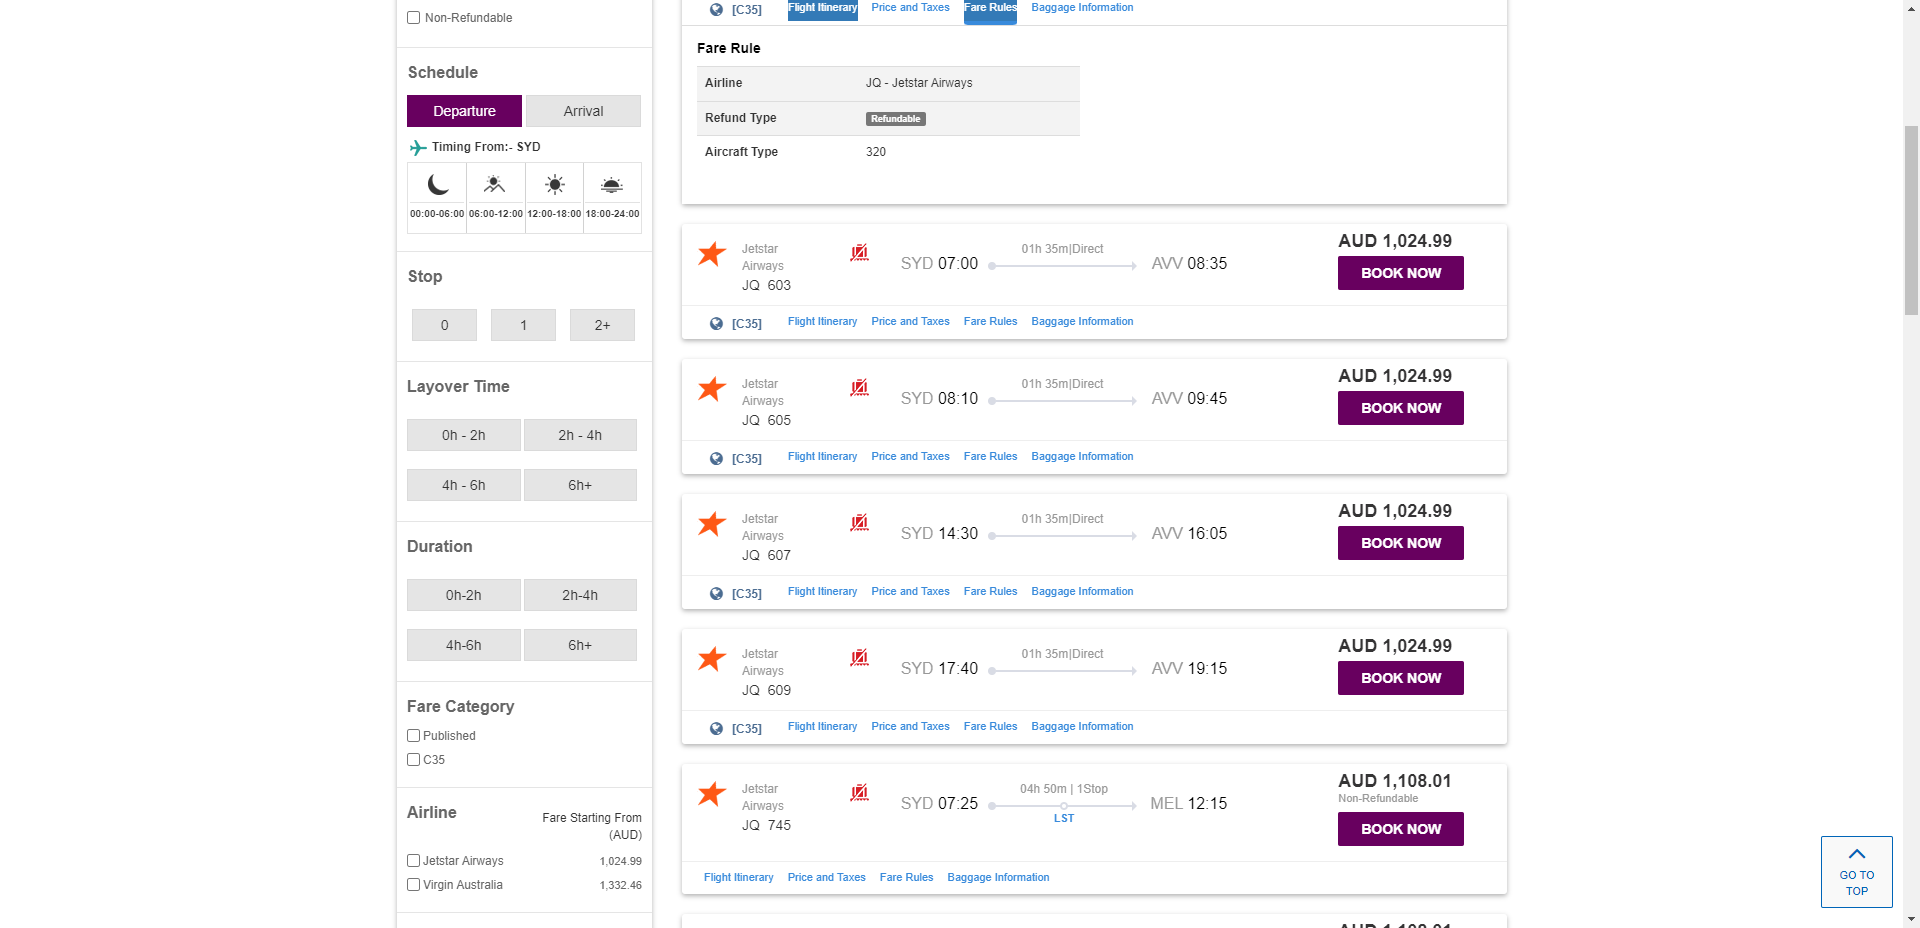 Non-Refundable
Schedule
Departure
Arrival
Timing From:- SYD
00:00-06:00
06:00-12:00
12:00-18:00
18:00-24:00
Stop
0
1
2+
Layover Time
0h - 2h
2h - 4h
4h - 6h
6h+
Duration
0h-2h
2h-4h
4h-6h
6h+
Fare Category
Published
C35
Airline
Fare Starting From
(AUD)
Jetstar Airways 1,024.99
Virgin Australia 1,332.46
[C35] Flight Itinerary Price and Taxes Fare Rules Baggage Information
Fare Rule
Airline JQ - Jetstar Airways
Refund Type Refundable
Aircraft Type 320
Jetstar
Airways
JQ 603
SYD 07:00
01h 35m|Direct
AVV 08:35
AUD 1,024.99
BOOK NOW
[C35] Flight Itinerary Price and Taxes Fare Rules Baggage Information
Jetstar
Airways
JQ 605
SYD 08:10
01h 35m|Direct
AVV 09:45
AUD 1,024.99
BOOK NOW
[C35] Flight Itinerary Price and Taxes Fare Rules Baggage Information
Jetstar
Airways
JQ 607
SYD 14:30
01h 35m|Direct
AVV 16:05
AUD 1,024.99
BOOK NOW
[C35] Flight Itinerary Price and Taxes Fare Rules Baggage Information
Jetstar
Airways
JQ 609
SYD 17:40
01h 35m|Direct
AVV 19:15
AUD 1,024.99
BOOK NOW
[C35] Flight Itinerary Price and Taxes Fare Rules Baggage Information
Jetstar
Airways
JQ 745
SYD 07:25
04h 50m | 1Stop
LST
MEL 12:15
AUD 1,108.01
Non-Refundable
BOOK NOW
Flight Itinerary Price and Taxes Fare Rules Baggage Information
AUD 1,108.01
GO TO
TOP